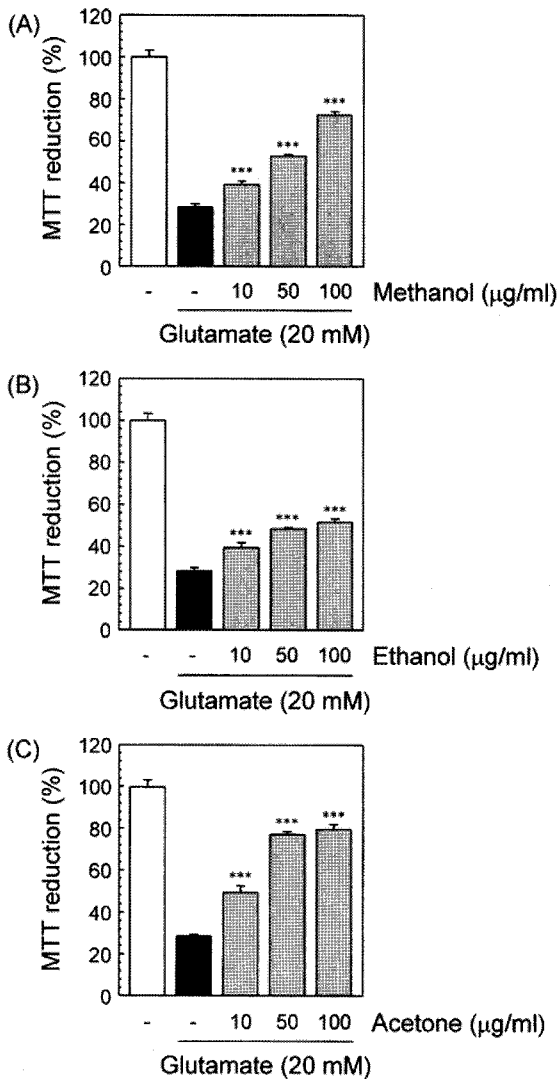 (A)
120
100
80
60
40
20
0
MTT reduction (%)
***
***
***
- - 10 50 100 Methanol (μg/ml)
Glutamate (20 mM)
(B)
120
100
80
60
40
20
0
MTT reduction (%)
***
***
***
- - 10 50 100 Ethanol (μg/ml)
Glutamate (20 mM)
(C)
120
100
80
60
40
20
0
MTT reduction (%)
***
***
***
- - 10 50 100 Acetone (μg/ml)
Glutamate (20 mM)